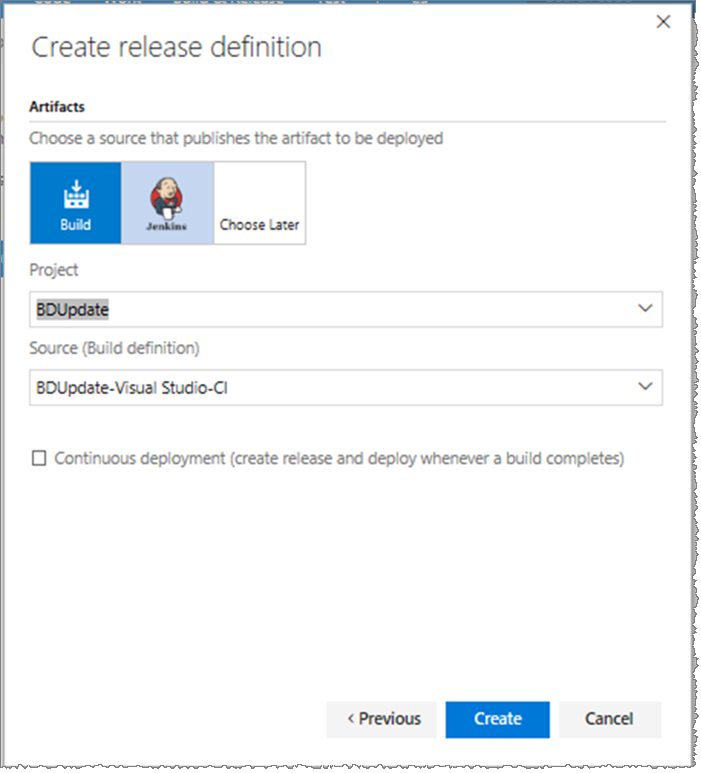 Create release definition
Artifacts
Choose a source that publishes the artifact to be deployed
Build
Jenkins
Choose Later
Project
BDUpdate
Source (Build definition)
BDUpdate-Visual Studio-CI
Continuous deployment (create release and deploy whenever a build completes)
< Previous
Create
Cancel